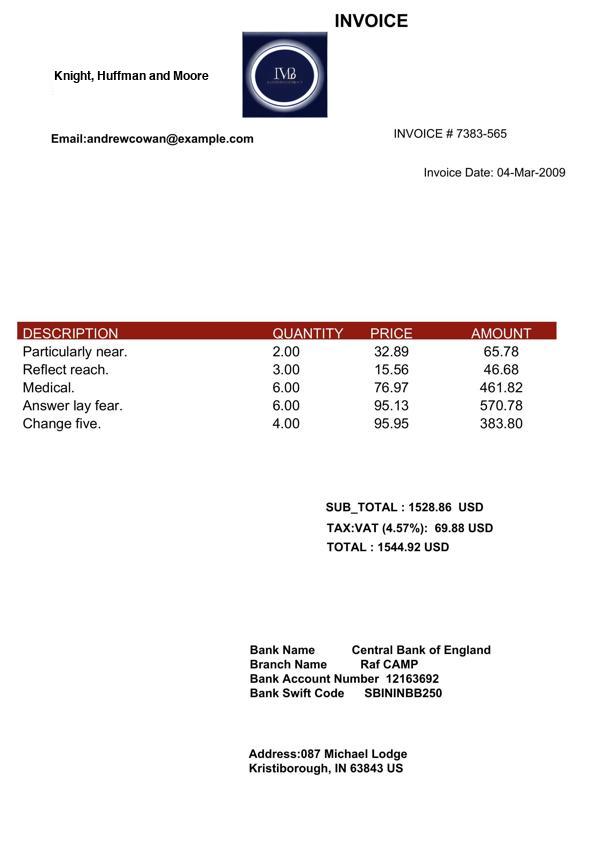 INVOICE
Knight, Huffman and Moore
Email:andrewcowan@example.com
INVOICE # 7383-565
Invoice Date: 04-Mar-2009
DESCRIPTION QUANTITY PRICE AMOUNT
Particularly near. 2.00 32.89 65.78
Reflect reach. 3.00 15.56 46.68
Medical. 6.00 76.97 461.82
Answer lay fear. 6.00 95.13 570.78
Change five. 4.00 95.95 383.80
SUB_TOTAL : 1528.86 USD
TAX:VAT (4.57%): 69.88 USD
TOTAL : 1544.92 USD
Bank Name Central Bank of England
Branch Name Raf CAMP
Bank Account Number 12163692
Bank Swift Code SBININBB250
Address:087 Michael Lodge
Kristiborough, IN 63843 US